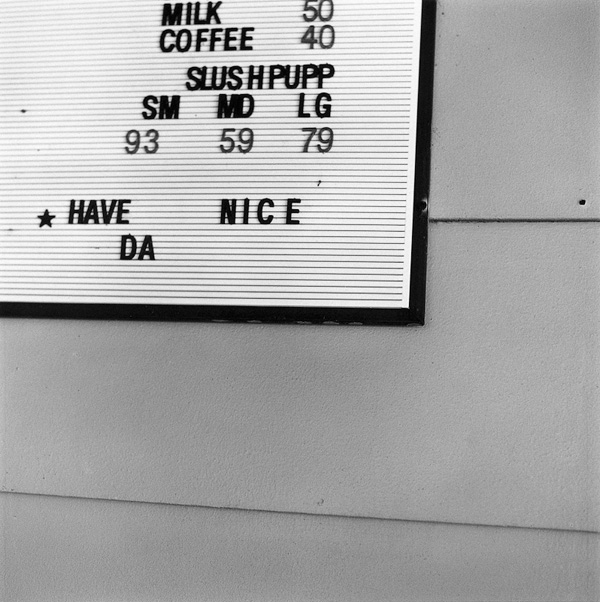 MILK 50
COFFEE 40
SLUSHPUPP
SM MD LG
93 59 79
★ HAVE NICE
DA